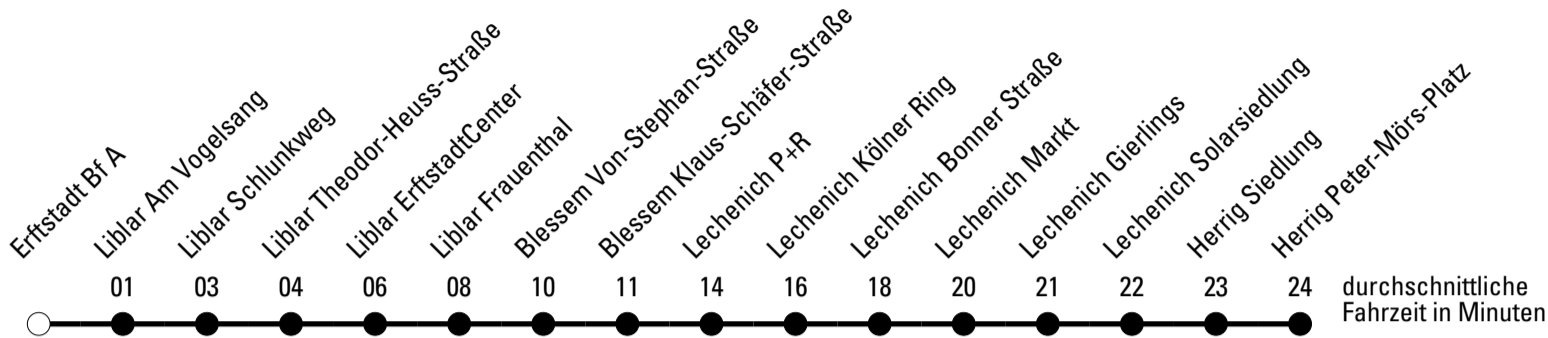 Erftstadt Bf A
Liblar Am Vogelsang
Liblar Schlunkweg
Liblar Theodor-Heuss-Straße
Liblar ErftstadtCenter
Liblar Frauenthal
Blessem Von-Stephan-Straße
Blessem Klaus-Schäfer-Straße
Lechenich P+R
Lechenich Kölner Ring
Lechenich Bonner Straße
Lechenich Markt
Lechenich Gierlings
Lechenich Solarsiedlung
Herrig Siedlung
Herrig Peter-Mörs-Platz
01 03 04 06 08 10 11 14 16 18 20 21 22 23 24
durchschnittliche
Fahrzeit in Minuten